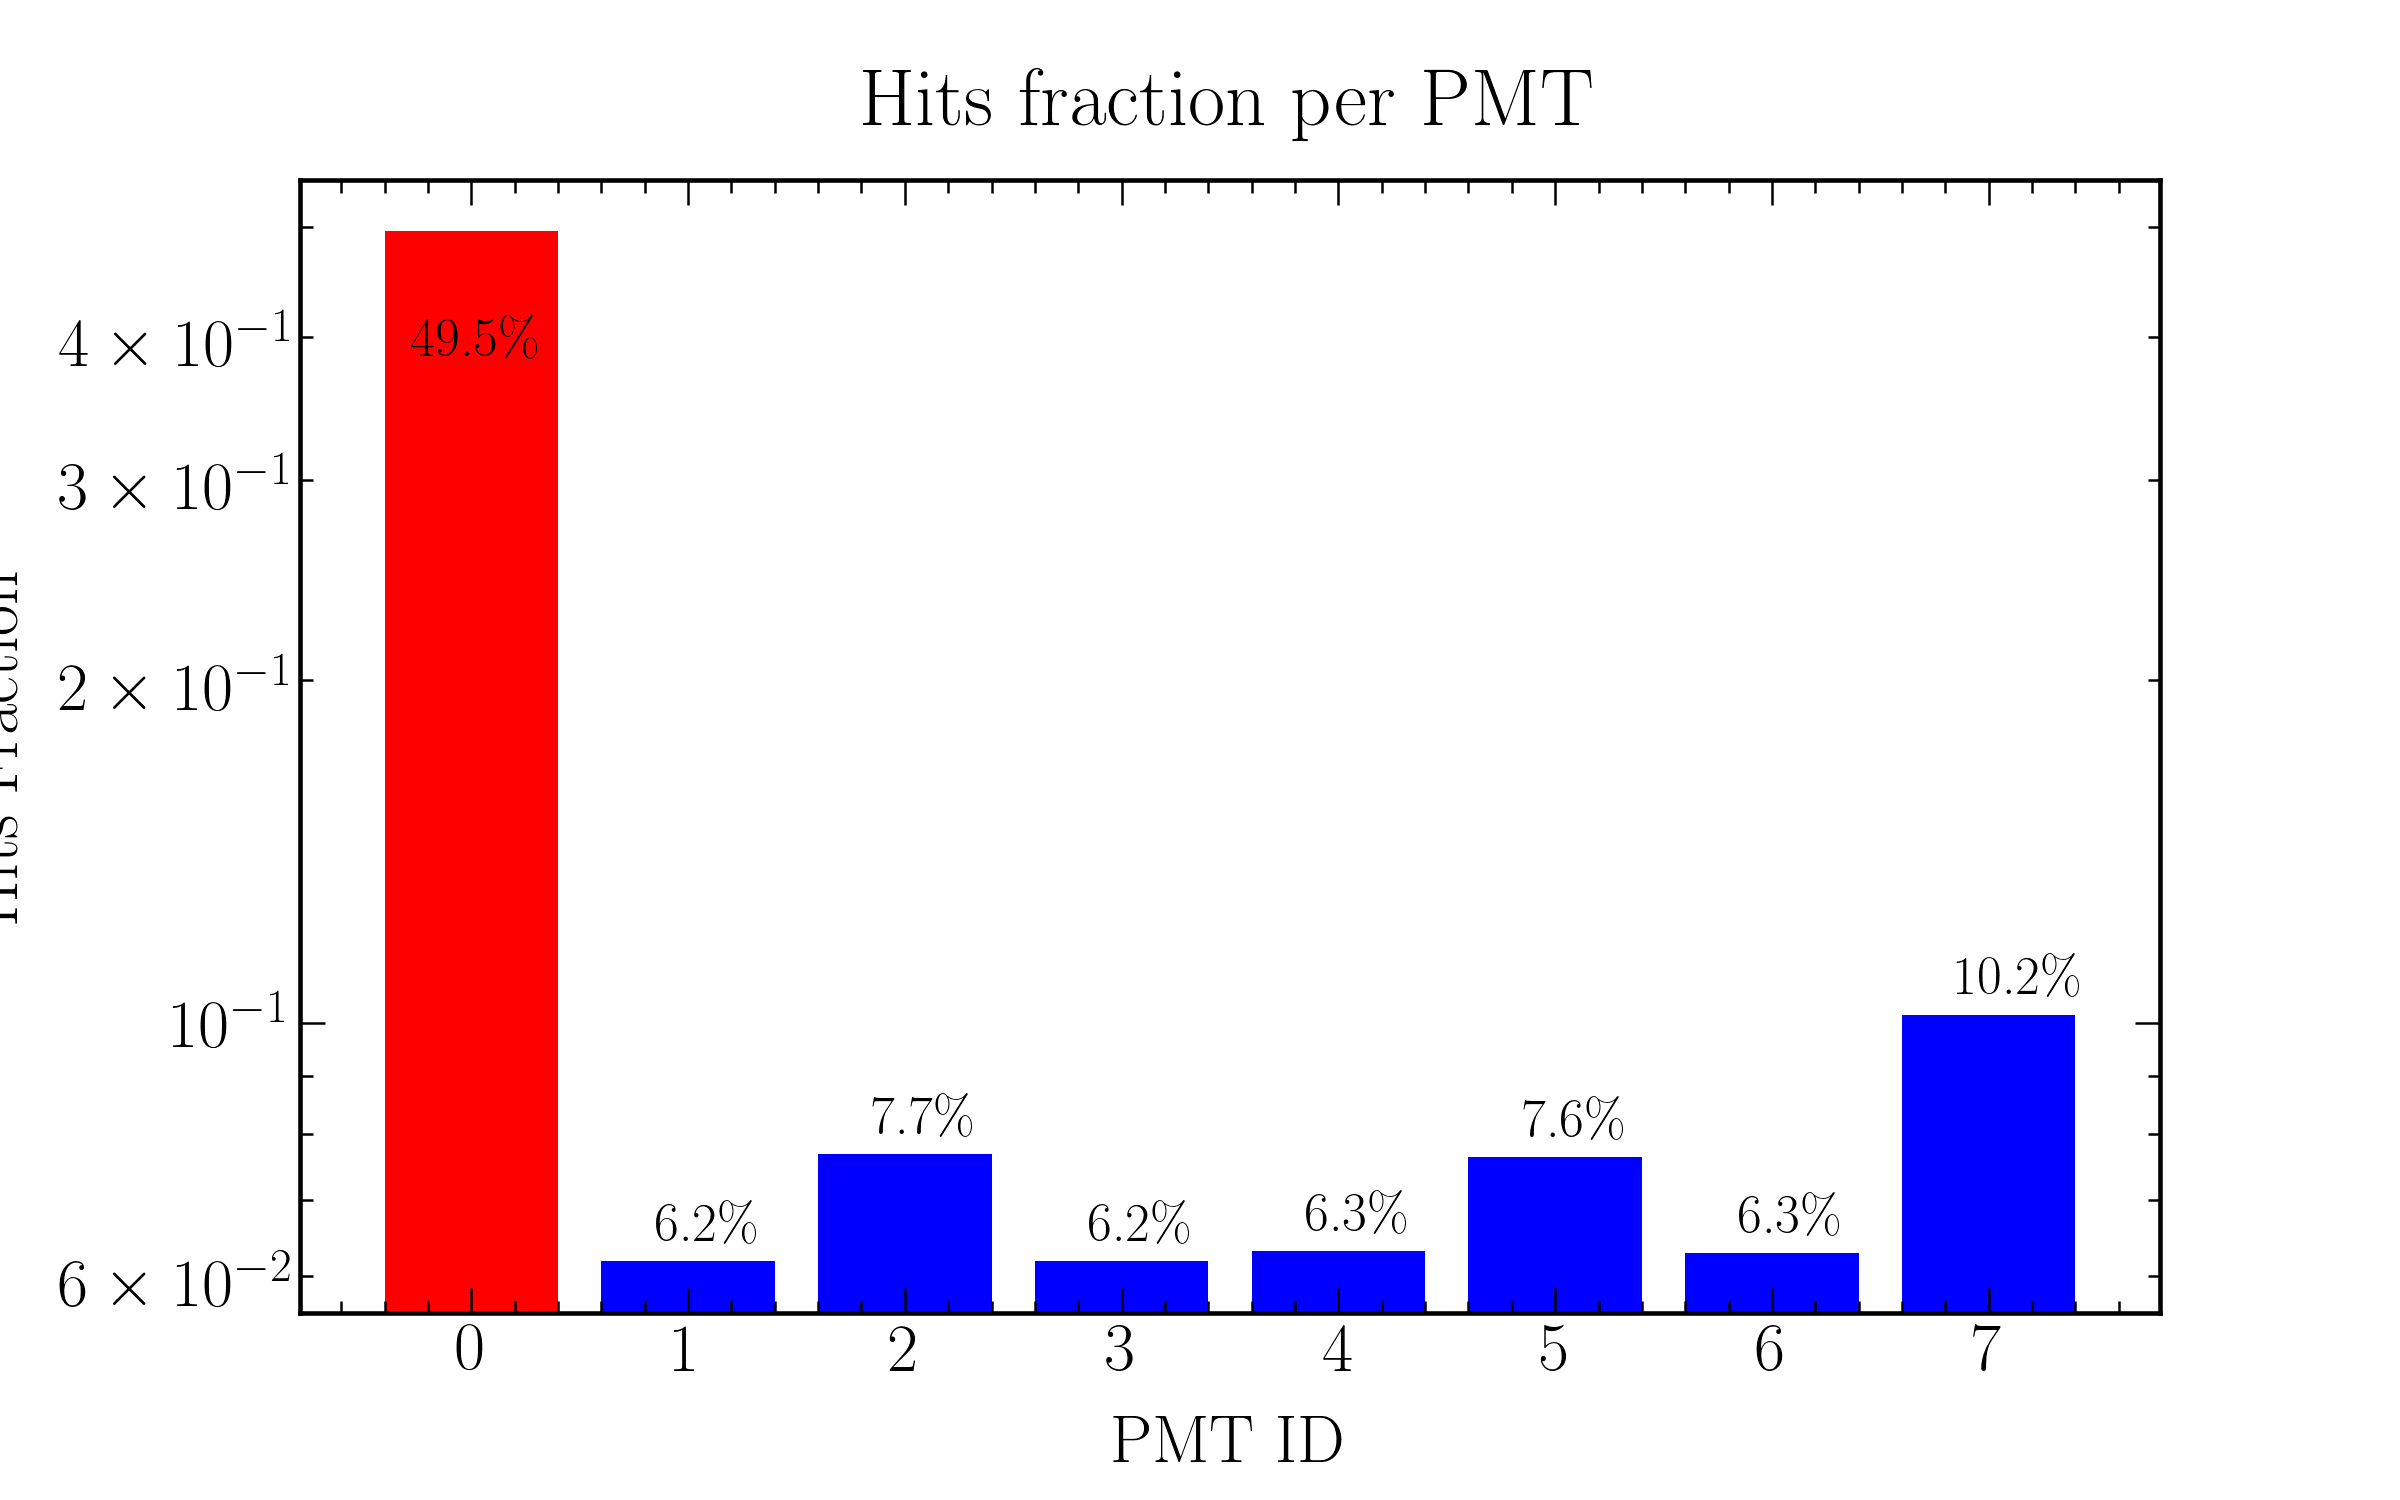 Hits fraction per PMT
49.5%
4 × 10⁻¹
3 × 10⁻¹
2 × 10⁻¹
10⁻¹
6 × 10⁻²
Hits Fraction
6.2%
7.7%
6.2%
6.3%
7.6%
6.3%
10.2%
0 1 2 3 4 5 6 7
PMT ID